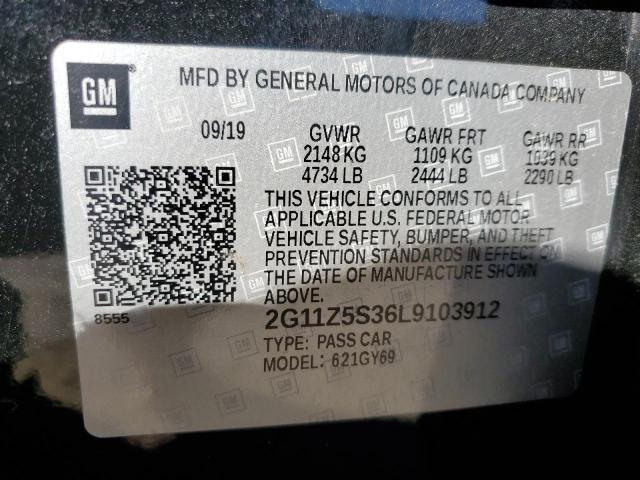 GM
MFD BY GENERAL MOTORS OF CANADA COMPANY
09/19 GVWR GAWR FRT GAWR RR
2148 KG 1109 KG 1039 KG
4734 LB 2444 LB 2290 LB
THIS VEHICLE CONFORMS TO ALL
APPLICABLE U.S. FEDERAL MOTOR
VEHICLE SAFETY, BUMPER, AND THEFT
PREVENTION STANDARDS IN EFFECT ON
THE DATE OF MANUFACTURE SHOWN
ABOVE.
8555
2G11Z5S36L9103912
TYPE: PASS CAR
MODEL: 621GY69